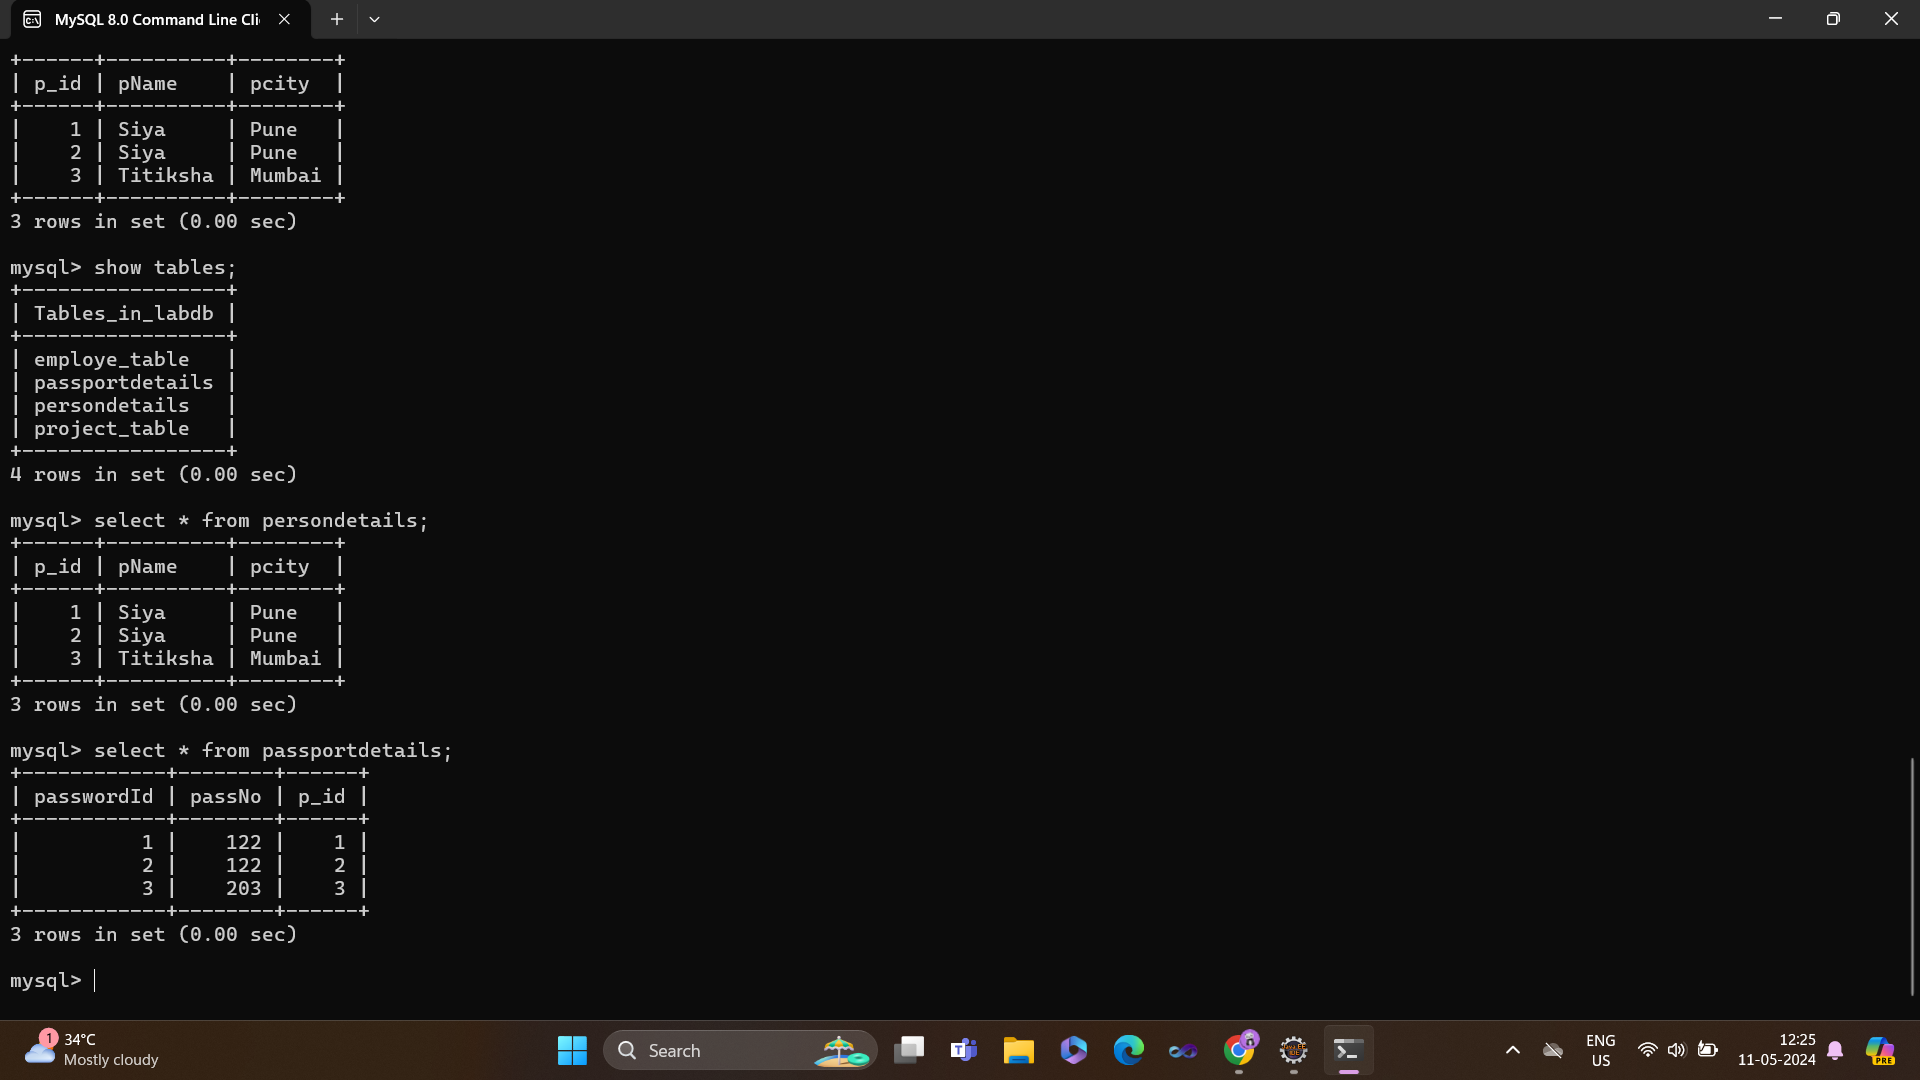 MySQL 8.0 Command Line Cli
+------+----------+--------+
| p_id | pName    | pcity  |
+------+----------+--------+
|    1 | Siya     | Pune   |
|    2 | Siya     | Pune   |
|    3 | Titiksha | Mumbai |
+------+----------+--------+
3 rows in set (0.00 sec)
mysql> show tables;
+-----------------+
| Tables_in_labdb |
+-----------------+
| employe_table   |
| passportdetails |
| persondetails   |
| project_table   |
+-----------------+
4 rows in set (0.00 sec)
mysql> select * from persondetails;
+------+----------+--------+
| p_id | pName    | pcity  |
+------+----------+--------+
|    1 | Siya     | Pune   |
|    2 | Siya     | Pune   |
|    3 | Titiksha | Mumbai |
+------+----------+--------+
3 rows in set (0.00 sec)
mysql> select * from passportdetails;
+------------+--------+------+
| passwordId | passNo | p_id |
+------------+--------+------+
|          1 |    122 |    1 |
|          2 |    122 |    2 |
|          3 |    203 |    3 |
+------------+--------+------+
3 rows in set (0.00 sec)
mysql>
1
34°C
Mostly cloudy
Search
ENG
US
12:25
11-05-2024
PRE